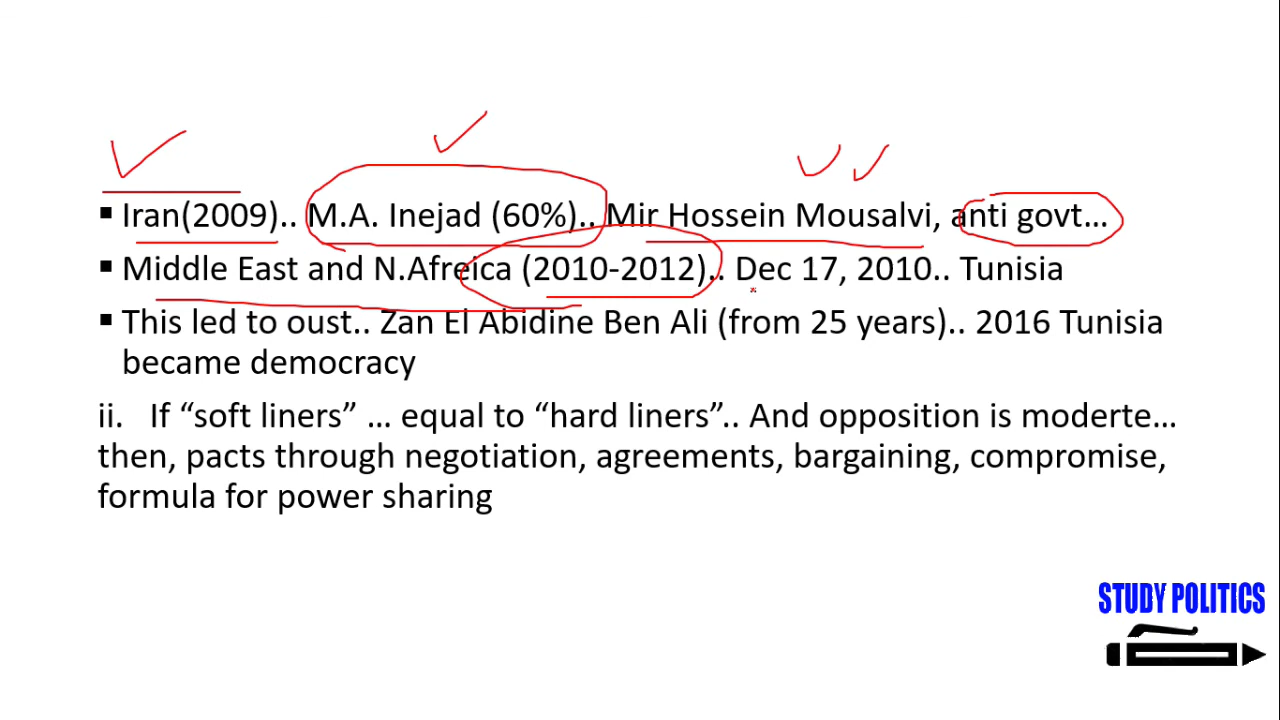 ▪ Iran(2009).. M.A. Inejad (60%).. Mir Hossein Mousalvi, anti govt...
▪ Middle East and N.Afreica (2010-2012).. Dec 17, 2010.. Tunisia
▪ This led to oust.. Zan El Abidine Ben Ali (from 25 years).. 2016 Tunisia
became democracy
ii. If “soft liners” ... equal to “hard liners”.. And opposition is moderte...
then, pacts through negotiation, agreements, bargaining, compromise,
formula for power sharing
STUDY POLITICS